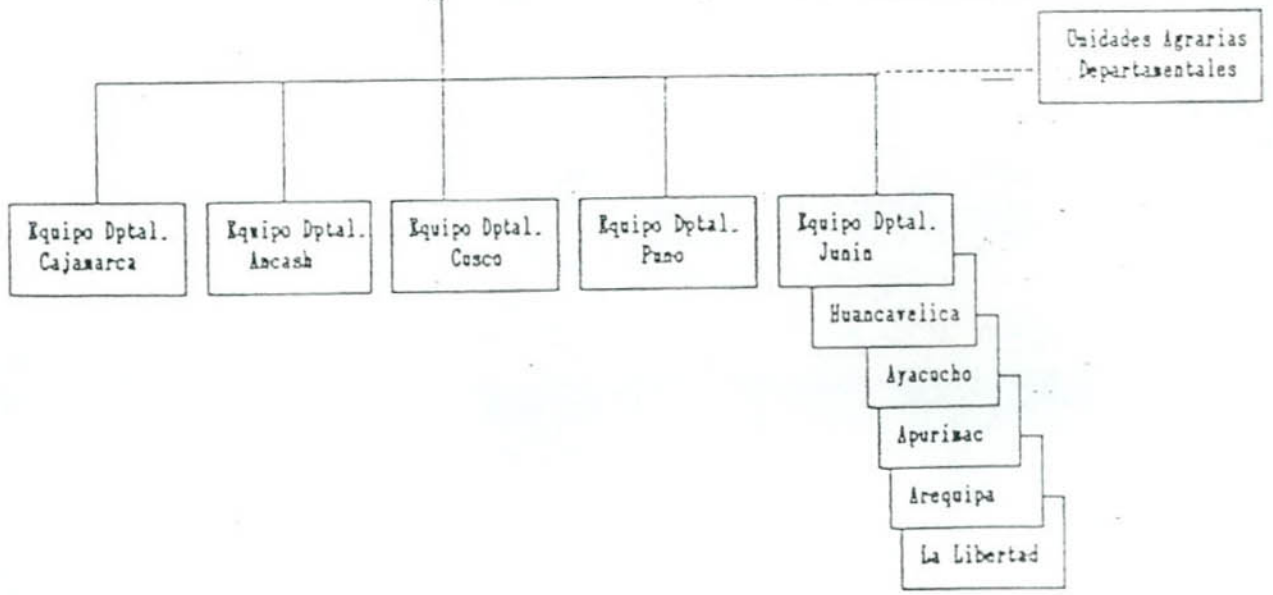 Unidades Agrarias
Departamentales
Equipo Dptal.
Cajamarca
Equipo Dptal.
Ancash
Equipo Dptal.
Cusco
Equipo Dptal.
Puno
Equipo Dptal.
Junin
Huancavelica
Ayacucho
Apurimac
Arequipa
La Libertad